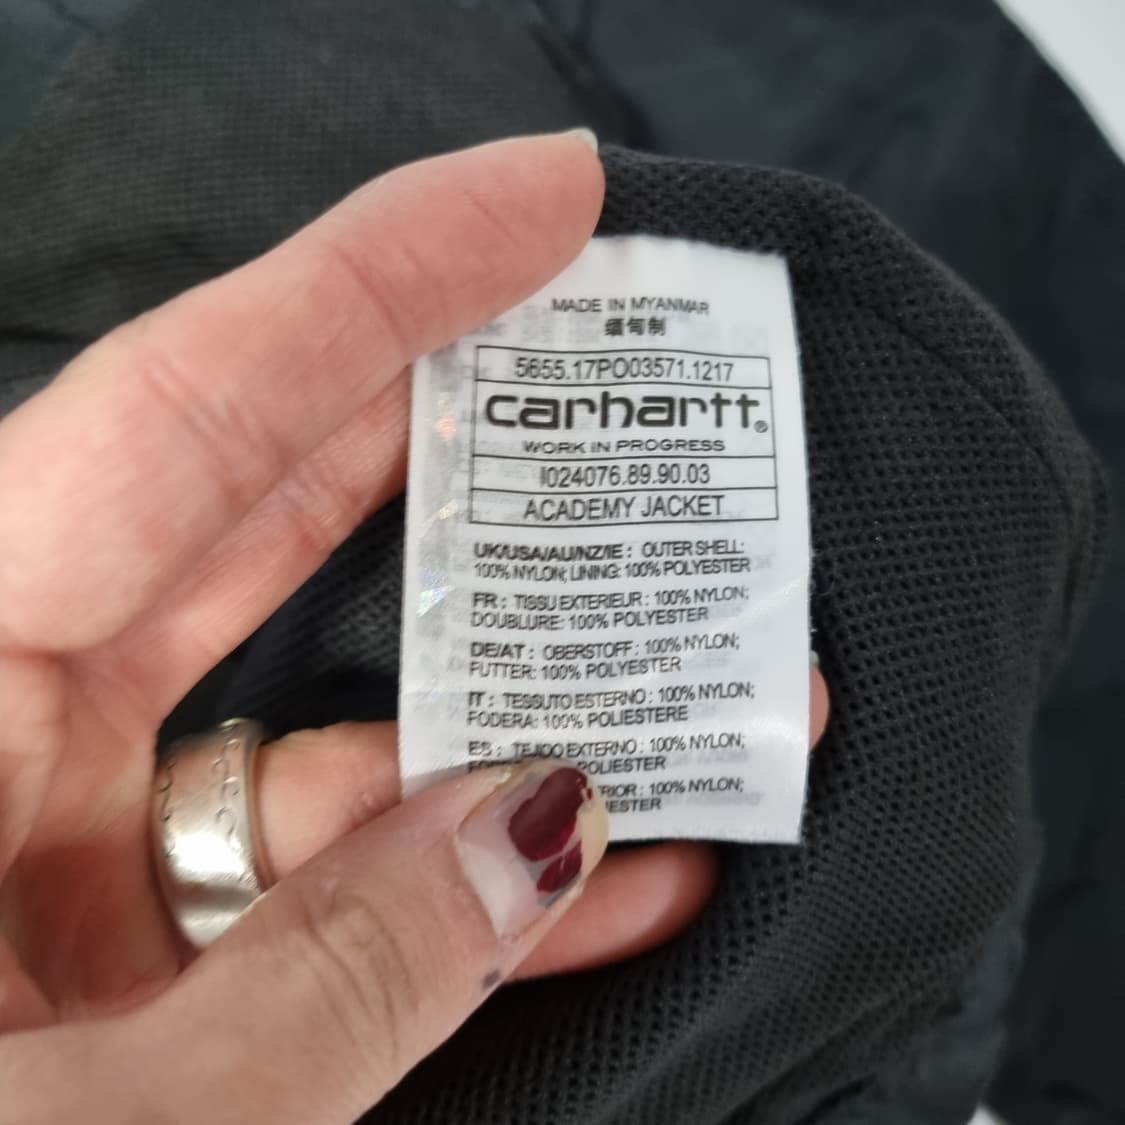 MADE IN MYANMAR
缅甸制
5655.17PO03571.1217
carhartt®
WORK IN PROGRESS
I024076.89.90.03
ACADEMY JACKET
UK/USA/AU/NZ/IE : OUTER SHELL:
100% NYLON; LINING: 100% POLYESTER
FR : TISSU EXTERIEUR : 100% NYLON;
DOUBLURE: 100% POLYESTER
DE/AT : OBERSTOFF : 100% NYLON;
FUTTER: 100% POLYESTER
IT : TESSUTO ESTERNO : 100% NYLON;
FODERA: 100% POLIESTERE
ES : TEJIDO EXTERNO : 100% NYLON;
POLIESTER
RIOR : 100% NYLON;
IESTER